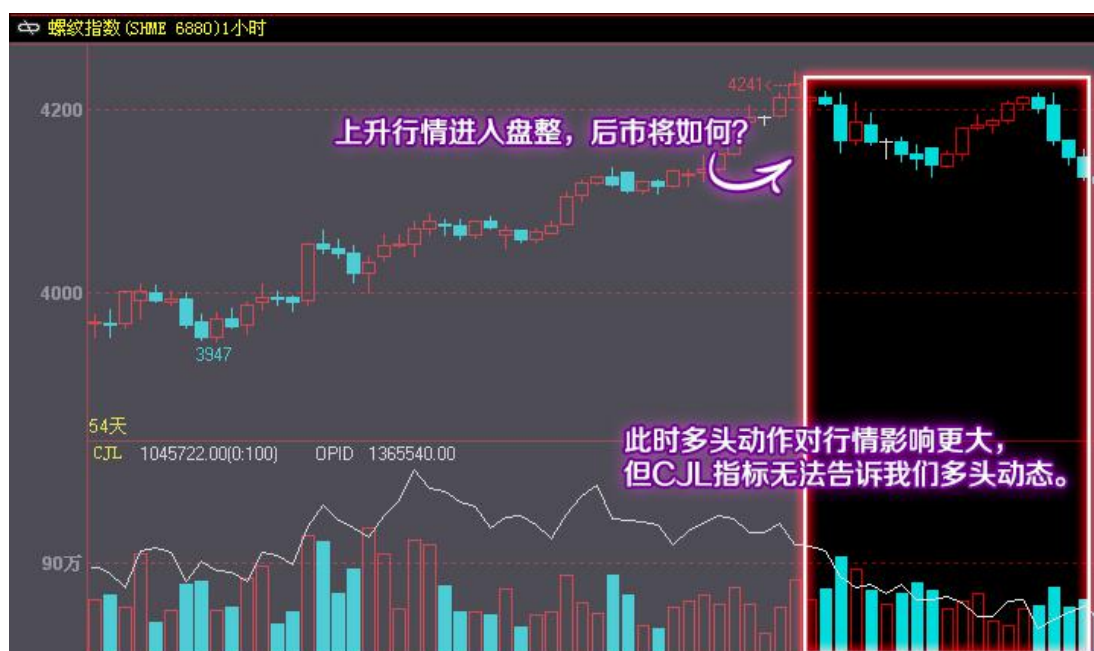 螺纹指数(SHME 6880)1小时
4241
4200
上升行情进入盘整，后市将如何？
4000
3947
54天
此时多头动作对行情影响更大，
但CJL指标无法告诉我们多头动态。
CJL 1045722.00(0:100) OPID 1365540.00
90万